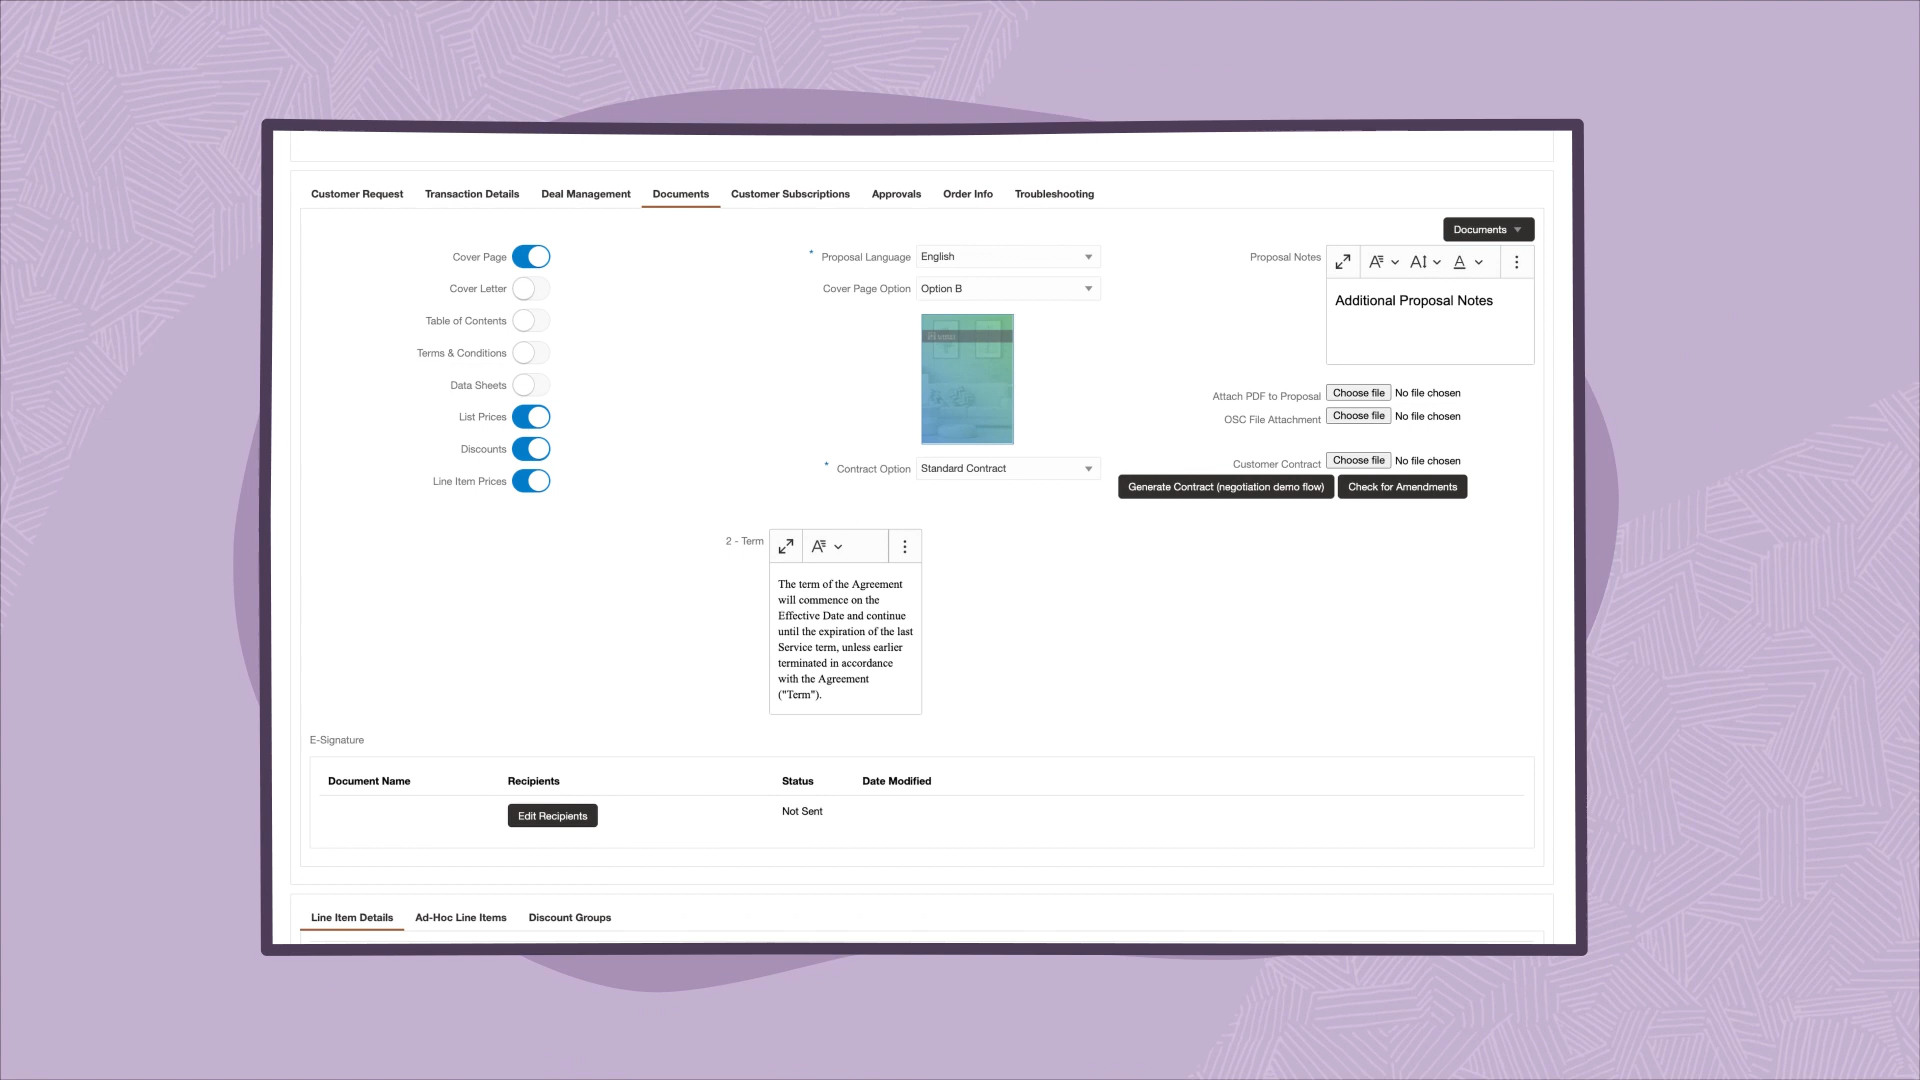 Customer Request Transaction Details Deal Management Documents Customer Subscriptions Approvals Order Info Troubleshooting
Documents
Cover Page
Cover Letter
Table of Contents
Terms & Conditions
Data Sheets
List Prices
Discounts
Line Item Prices
* Proposal Language English
Cover Page Option Option B
* Contract Option Standard Contract
Proposal Notes
Additional Proposal Notes
Attach PDF to Proposal Choose file No file chosen
OSC File Attachment Choose file No file chosen
Customer Contract Choose file No file chosen
Generate Contract (negotiation demo flow) Check for Amendments
2 - Term
The term of the Agreement
will commence on the
Effective Date and continue
until the expiration of the last
Service term, unless earlier
terminated in accordance
with the Agreement
("Term").
E-Signature
Document Name Recipients Status Date Modified
Edit Recipients Not Sent
Line Item Details Ad-Hoc Line Items Discount Groups